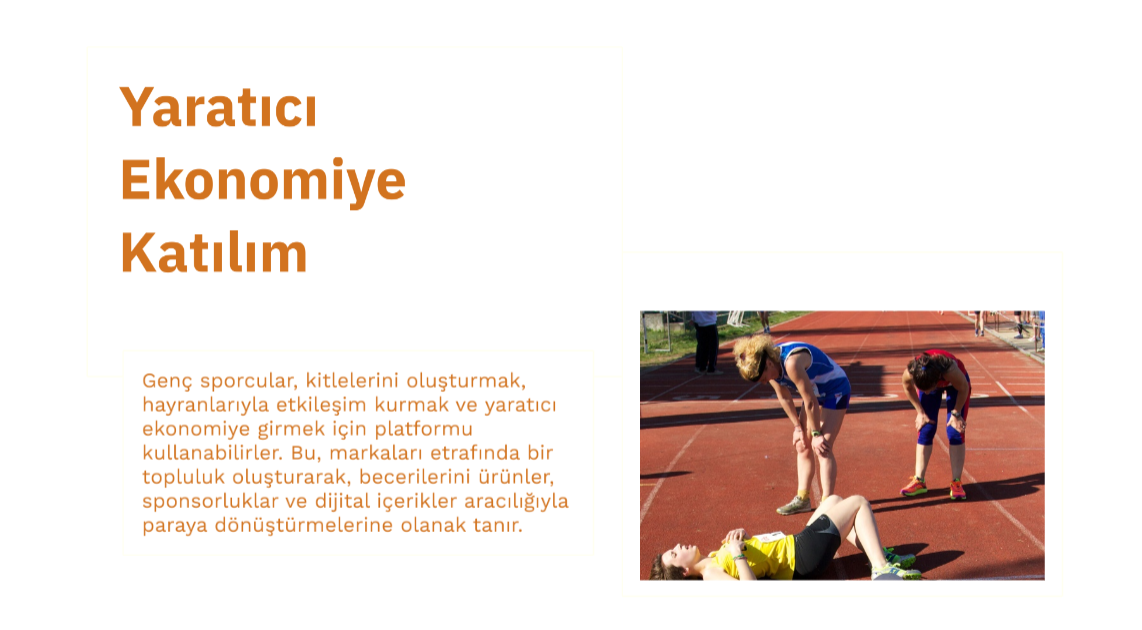 Yaratıcı
Ekonomiye
Katılım
Genç sporcular, kitlelerini oluşturmak,
hayranlarıyla etkileşim kurmak ve yaratıcı
ekonomiye girmek için platformu
kullanabilirler. Bu, markaları etrafında bir
topluluk oluşturarak, becerilerini ürünler,
sponsorluklar ve dijital içerikler aracılığıyla
paraya dönüştürmelerine olanak tanır.